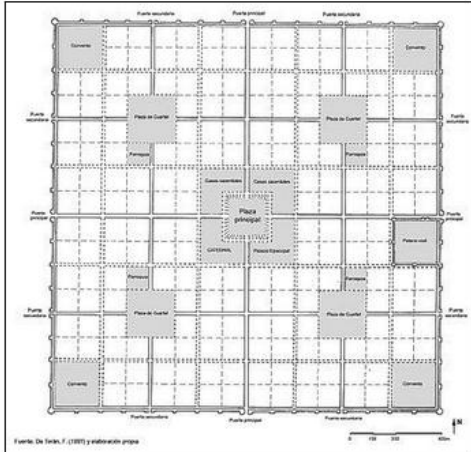 Puerta secundaria
Puerta principal
Puerta secundaria
Convento
Convento
Puerta secundaria
Plaza de Cuartel
Plaza de Cuartel
Puerta secundaria
Parroquia
Parroquia
Casas
Casas
Puerta principal
Plaza principal
Puerta principal
CATEDRAL
Palacio Episcopal
Palacio real
Parroquia
Parroquia
Puerta secundaria
Plaza de Cuartel
Plaza de Cuartel
Puerta secundaria
Convento
Convento
Puerta secundaria
Puerta principal
Puerta secundaria
N
Fuente: De Terán, F. y elaboración propia
0